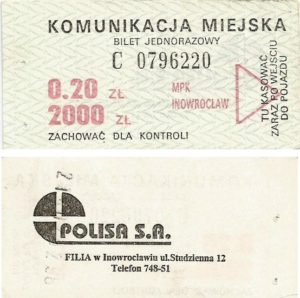 KOMUNIKACJA MIEJSKA
BILET JEDNORAZOWY
C 0796220
0.20 ZŁ
2000 ZŁ
MPK
INOWROCŁAW
ZACHOWAĆ DLA KONTROLI
TU KASOWAĆ
ZARAZ PO WEJŚCIU
DO POJAZDU
POLISA S.A.
FILIA w Inowrocławiu ul.Studzienna 12
Telefon 748-51